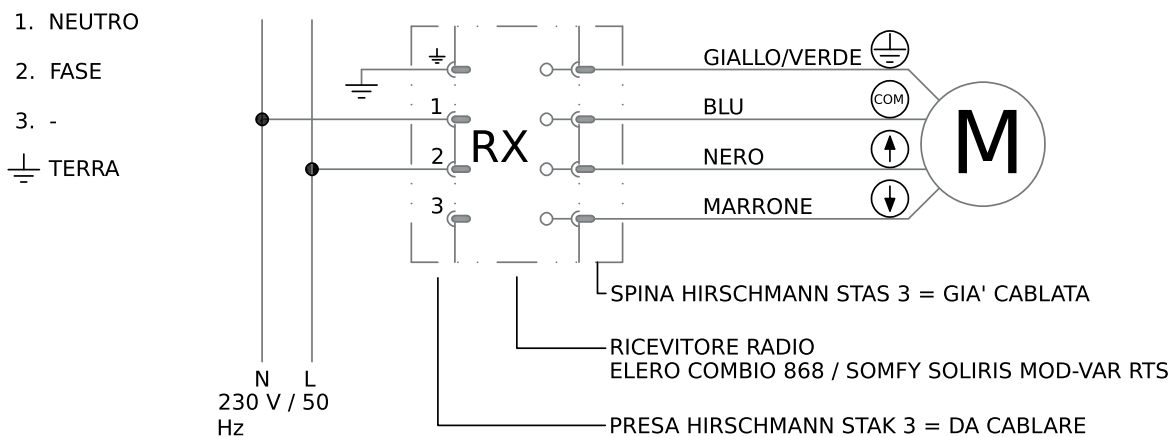 1. NEUTRO
2. FASE
3. -
TERRA
1
2
3
RX
GIALLO/VERDE
BLU
COM
NERO
MARRONE
M
SPINA HIRSCHMANN STAS 3 = GIA' CABLATA
RICEVITORE RADIO
ELERO COMBIO 868 / SOMFY SOLIRIS MOD-VAR RTS
PRESA HIRSCHMANN STAK 3 = DA CABLARE
N L
230 V / 50
Hz